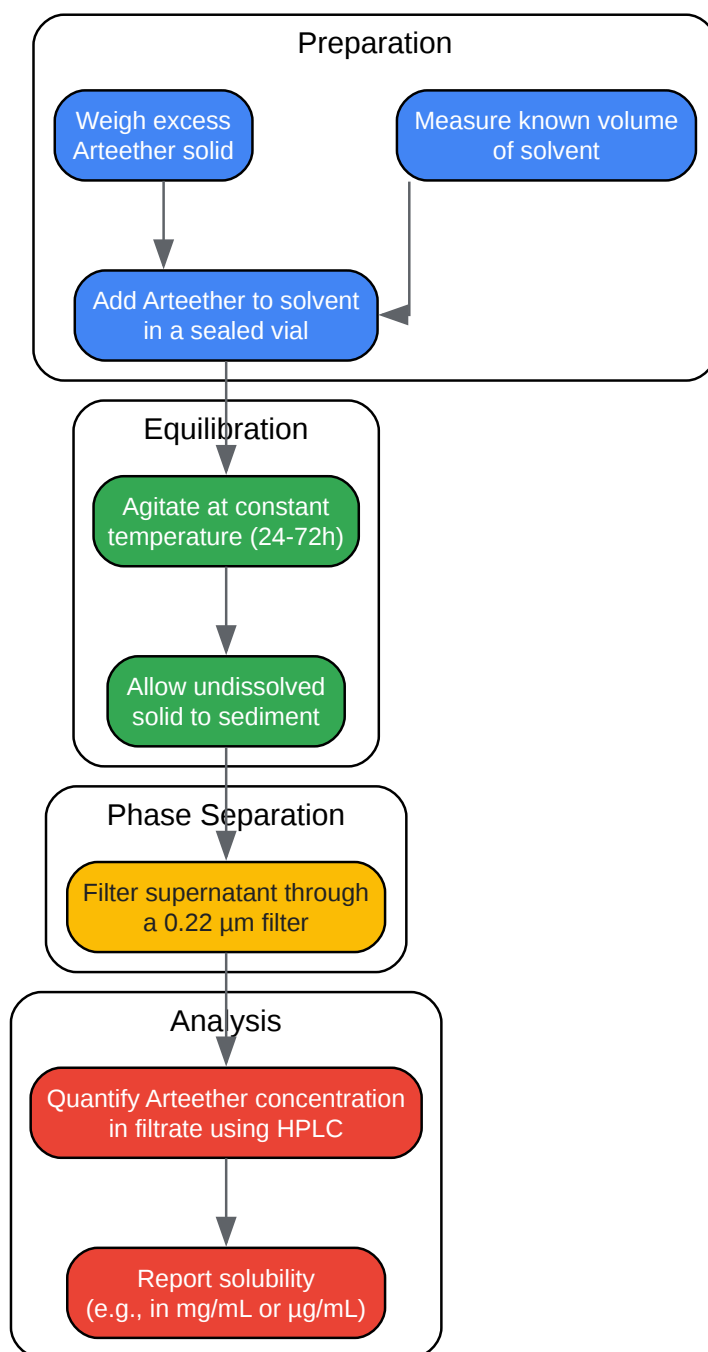 Preparation
Weigh excess
Arteether solid
Measure known volume
of solvent
Add Arteether to solvent
in a sealed vial
Equilibration
Agitate at constant
temperature (24-72h)
Allow undissolved
solid to sediment
Phase Separation
Filter supernatant through
a 0.22 µm filter
Analysis
Quantify Arteether concentration
in filtrate using HPLC
Report solubility
(e.g., in mg/mL or µg/mL)